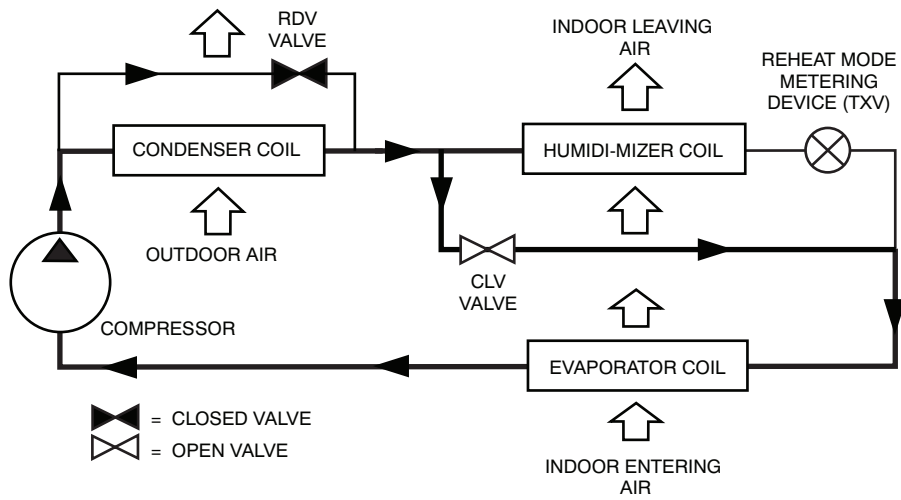 RDV
VALVE
INDOOR LEAVING
AIR
REHEAT MODE
METERING
DEVICE (TXV)
CONDENSER COIL
HUMIDI-MIZER COIL
OUTDOOR AIR
CLV
VALVE
COMPRESSOR
EVAPORATOR COIL
= CLOSED VALVE
= OPEN VALVE
INDOOR ENTERING
AIR